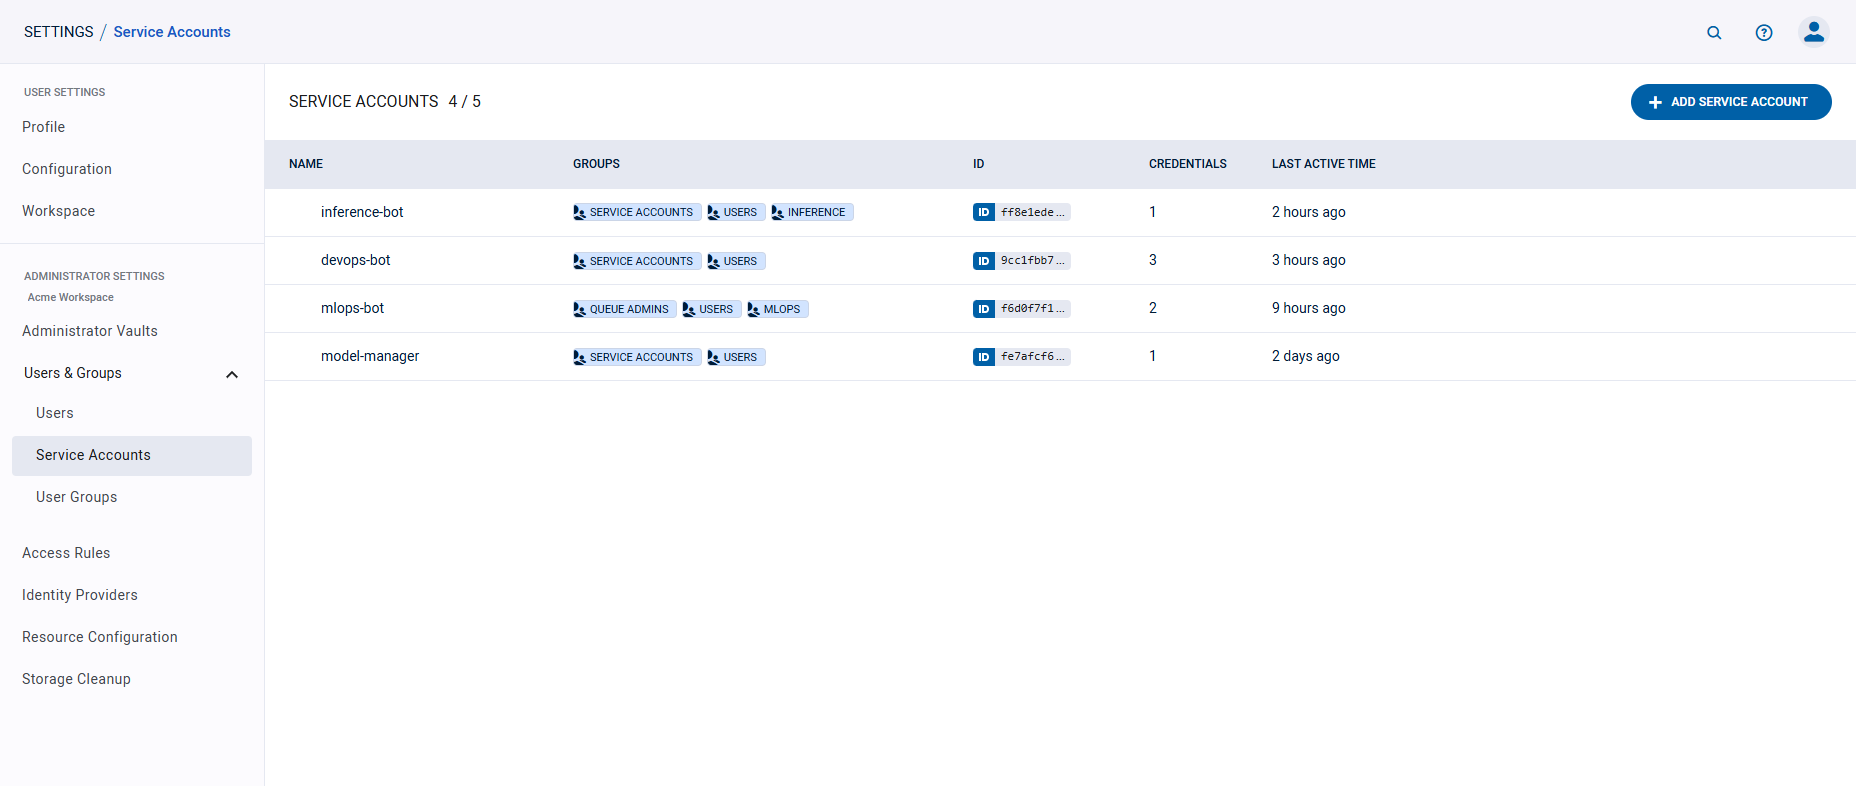 SETTINGS / Service Accounts
USER SETTINGS
Profile
Configuration
Workspace
ADMINISTRATOR SETTINGS
Acme Workspace
Administrator Vaults
Users & Groups
Users
Service Accounts
User Groups
Access Rules
Identity Providers
Resource Configuration
Storage Cleanup
SERVICE ACCOUNTS 4 / 5
+ ADD SERVICE ACCOUNT
NAME GROUPS ID CREDENTIALS LAST ACTIVE TIME
inference-bot SERVICE ACCOUNTS USERS INFERENCE ID ff8e1ede... 1 2 hours ago
devops-bot SERVICE ACCOUNTS USERS ID 9cc1fbb7... 3 3 hours ago
mlops-bot QUEUE ADMINS USERS MLOPS ID f6d0f7f1... 2 9 hours ago
model-manager SERVICE ACCOUNTS USERS ID fe7afcf6... 1 2 days ago